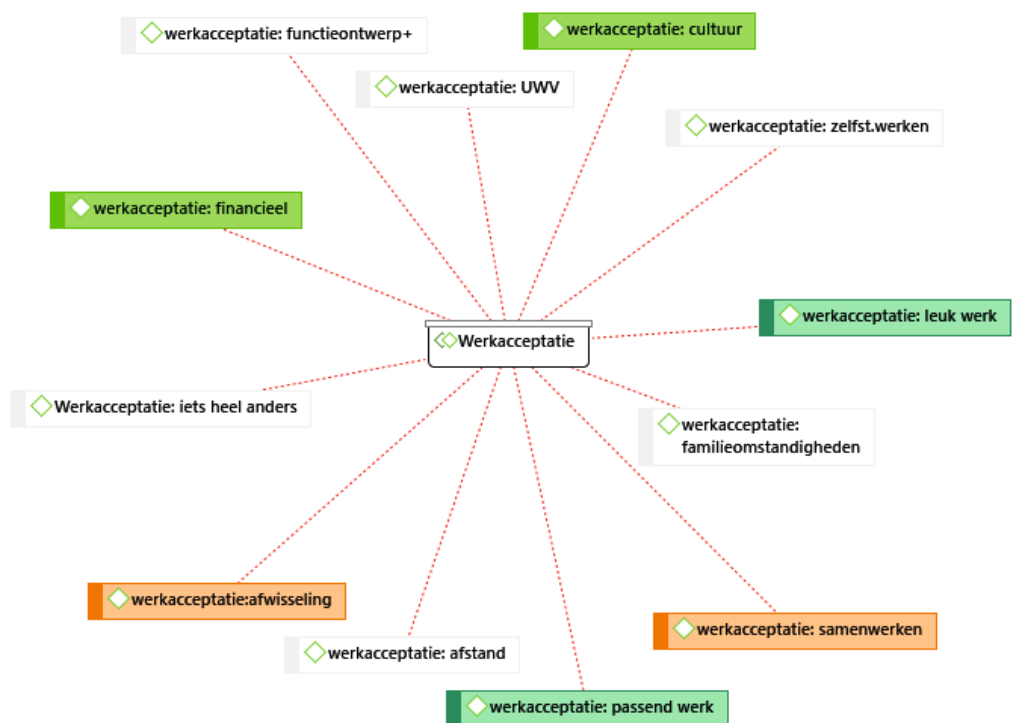 werkacceptatie: functieontwerp+
werkacceptatie: cultuur
werkacceptatie: UWV
werkacceptatie: zelfst.werken
werkacceptatie: financieel
werkacceptatie: leuk werk
Werkacceptatie
Werkacceptatie: iets heel anders
werkacceptatie:
familieomstandigheden
werkacceptatie:afwisseling
werkacceptatie: samenwerken
werkacceptatie: afstand
werkacceptatie: passend werk